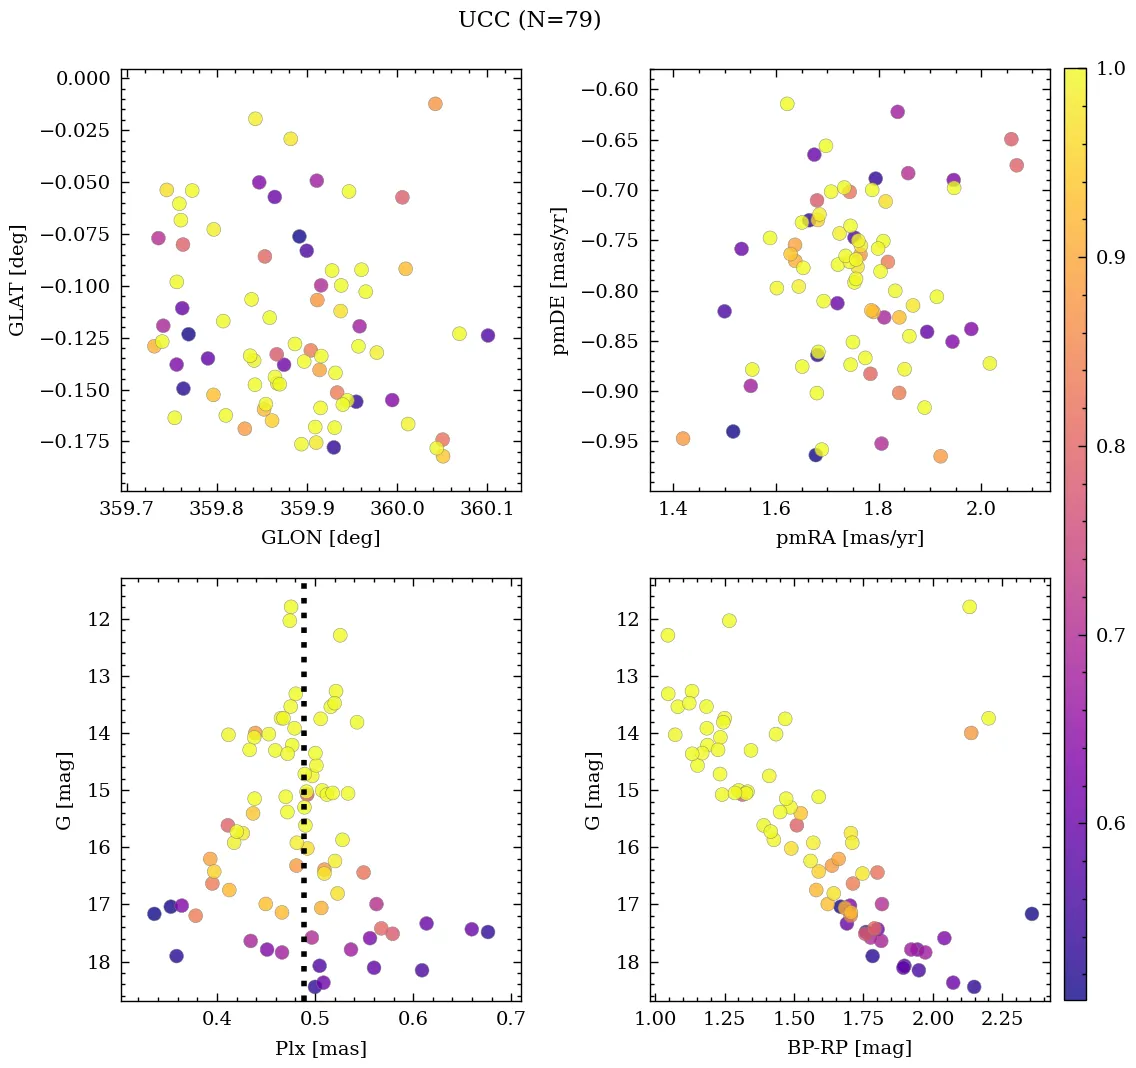 UCC (N=79)
0.000
−0.025
−0.050
−0.075
−0.100
−0.125
−0.150
−0.175
GLAT [deg]
359.7 359.8 359.9 360.0 360.1
GLON [deg]
−0.60
−0.65
−0.70
−0.75
−0.80
−0.85
−0.90
−0.95
pmDE [mas/yr]
1.4 1.6 1.8 2.0
pmRA [mas/yr]
12
13
14
15
16
17
18
G [mag]
0.4 0.5 0.6 0.7
Plx [mas]
12
13
14
15
16
17
18
G [mag]
1.00 1.25 1.50 1.75 2.00 2.25
BP-RP [mag]
1.0
0.9
0.8
0.7
0.6